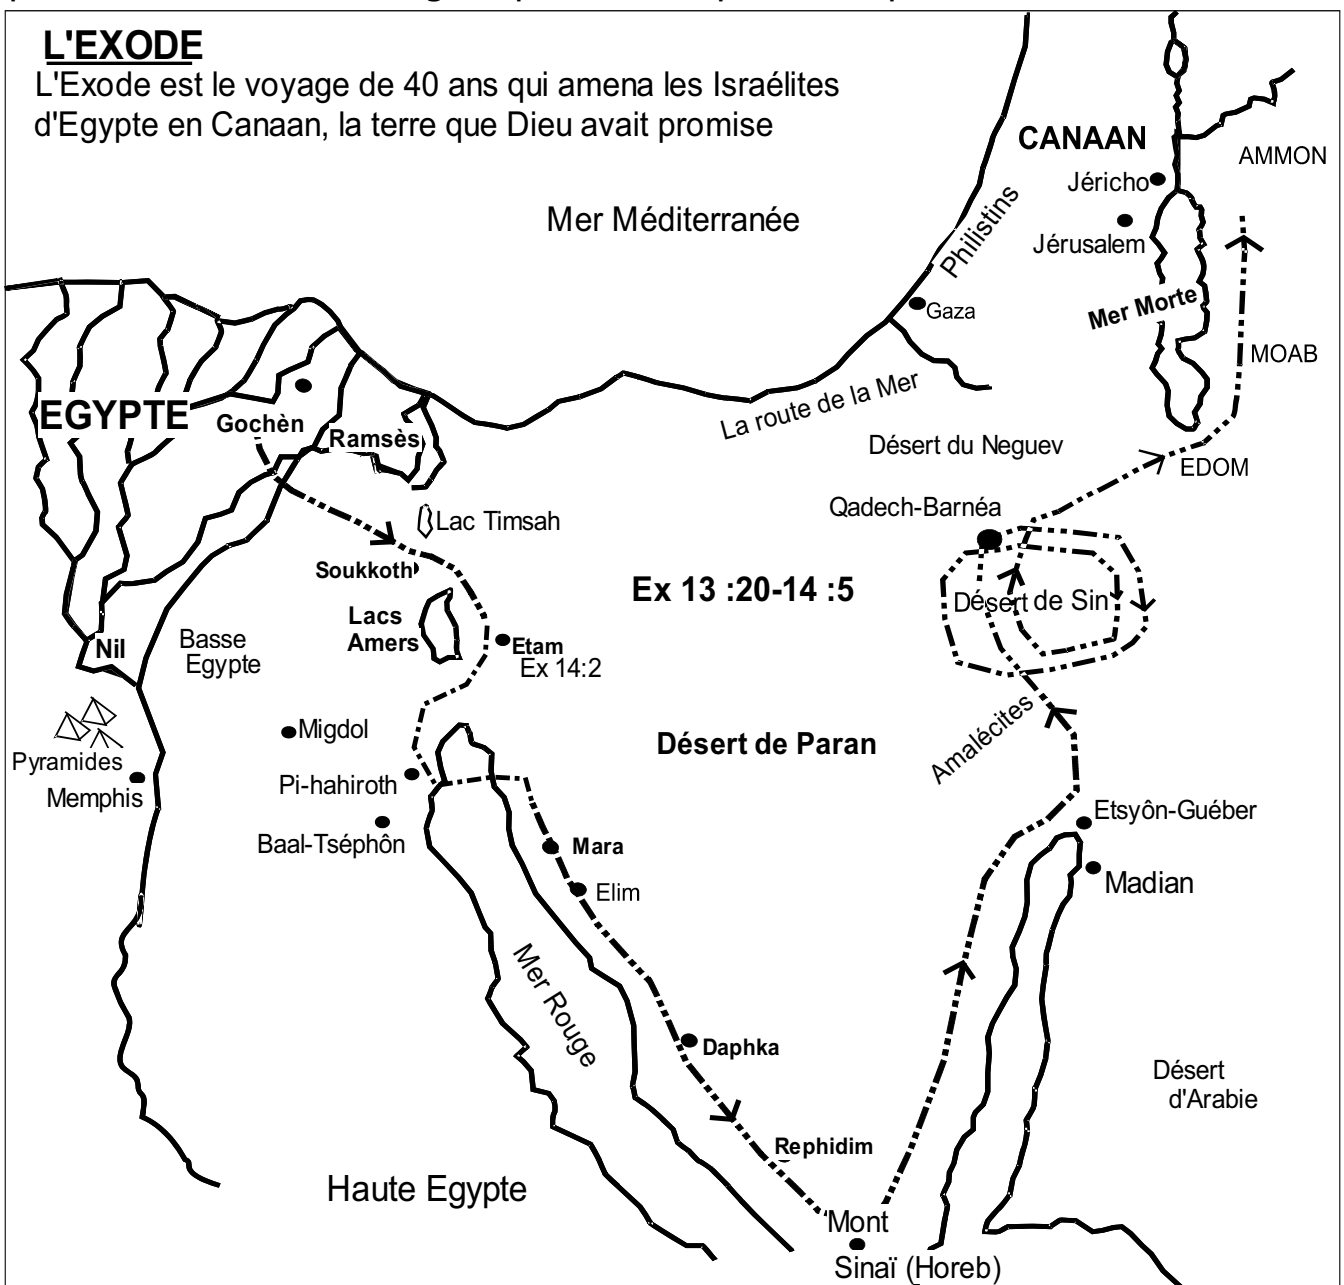 L'EXODE
L'Exode est le voyage de 40 ans qui amena les Israélites
d'Egypte en Canaan, la terre que Dieu avait promise
CANAAN
AMMON
Jéricho
Mer Méditerranée
Philistins
Jérusalem
Mer Morte
Gaza
MOAB
La route de la Mer
EGYPTE
Gochèn
Ramsès
Désert du Neguev
EDOM
Qadech-Barnéa
Lac Timsah
Soukkoth
Ex 13 :20-14 :5
Désert de Sin
Lacs
Amers
Nil
Basse
Egypte
Etam
Ex 14:2
Migdol
Désert de Paran
Amalécites
Pyramides
Memphis
Pi-hahiroth
Etsyôn-Guéber
Baal-Tséphôn
Mara
Elim
Madian
Mer Rouge
Daphka
Désert
d'Arabie
Rephidim
Haute Egypte
Mont
Sinaï (Horeb)